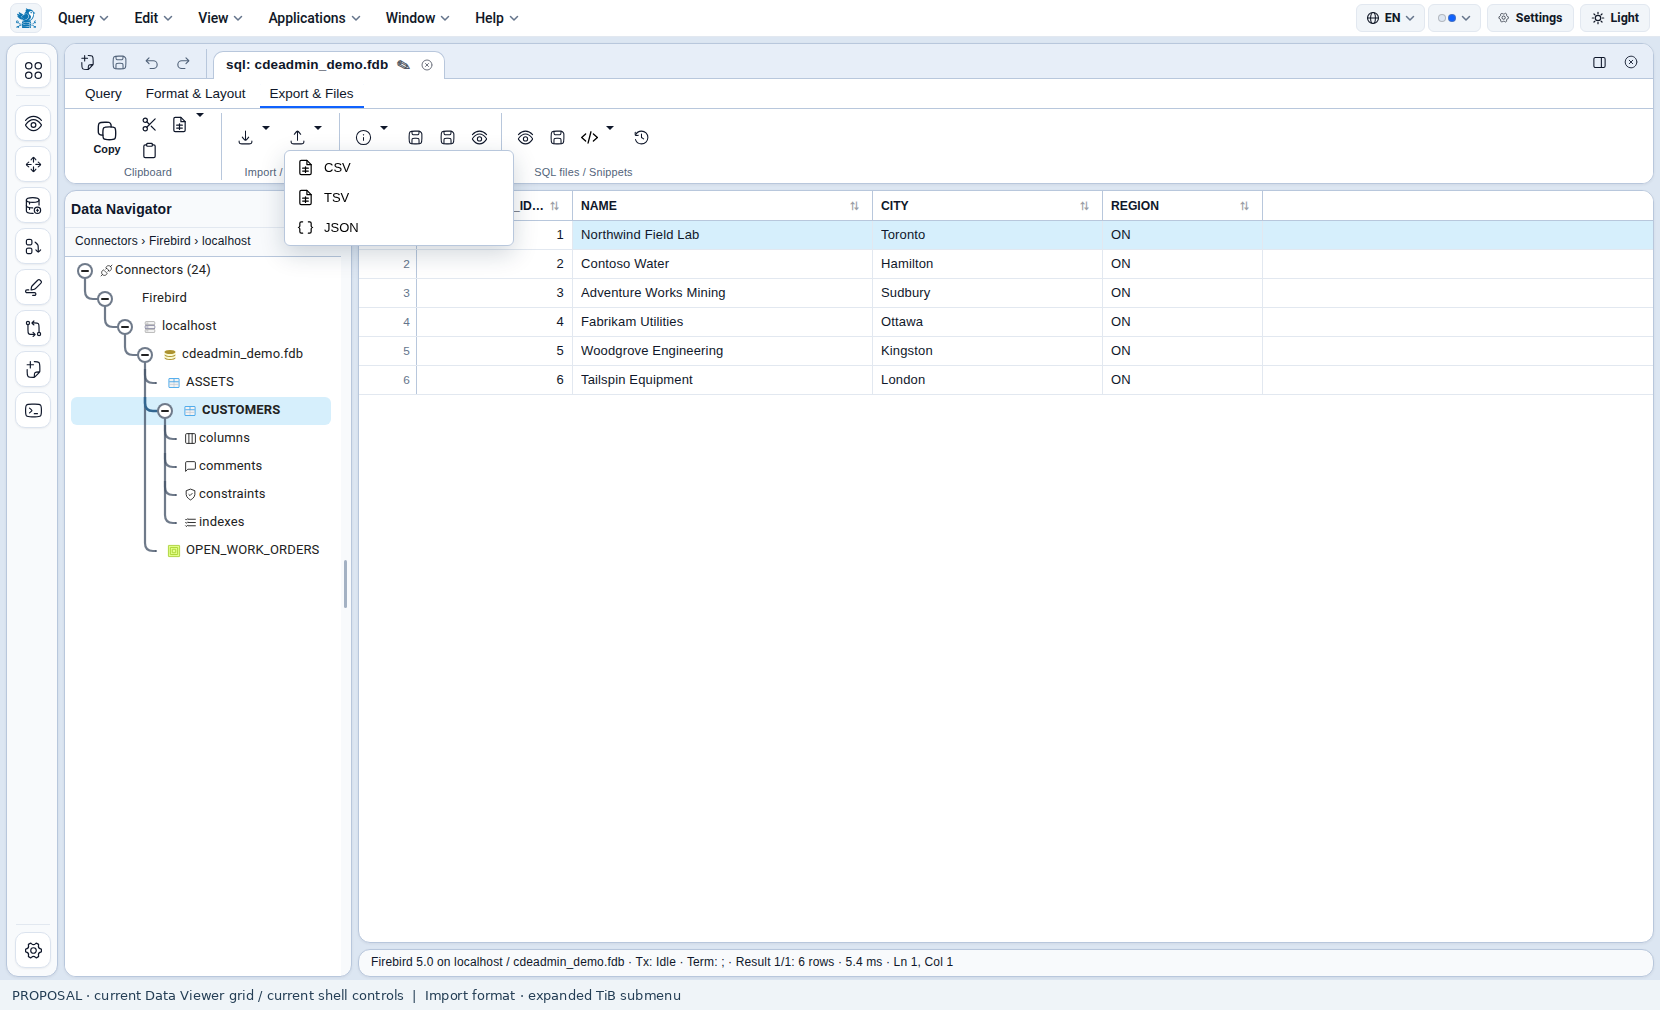 Query Edit View Applications Window Help EN Settings Light
sql: cdeadmin_demo.fdb
Query Format & Layout Export & Files
Copy
Clipboard Import / SQL files / Snippets
CSV
TSV
JSON
Data Navigator
Connectors › Firebird › localhost
Connectors (24)
Firebird
localhost
cdeadmin_demo.fdb
ASSETS
CUSTOMERS
columns
comments
constraints
indexes
OPEN_WORK_ORDERS
_ID... NAME CITY REGION
1 Northwind Field Lab Toronto ON
2 2 Contoso Water Hamilton ON
3 3 Adventure Works Mining Sudbury ON
4 4 Fabrikam Utilities Ottawa ON
5 5 Woodgrove Engineering Kingston ON
6 6 Tailspin Equipment London ON
Firebird 5.0 on localhost / cdeadmin_demo.fdb · Tx: Idle · Term: ; · Result 1/1: 6 rows · 5.4 ms · Ln 1, Col 1
PROPOSAL · current Data Viewer grid / current shell controls | Import format · expanded TiB submenu